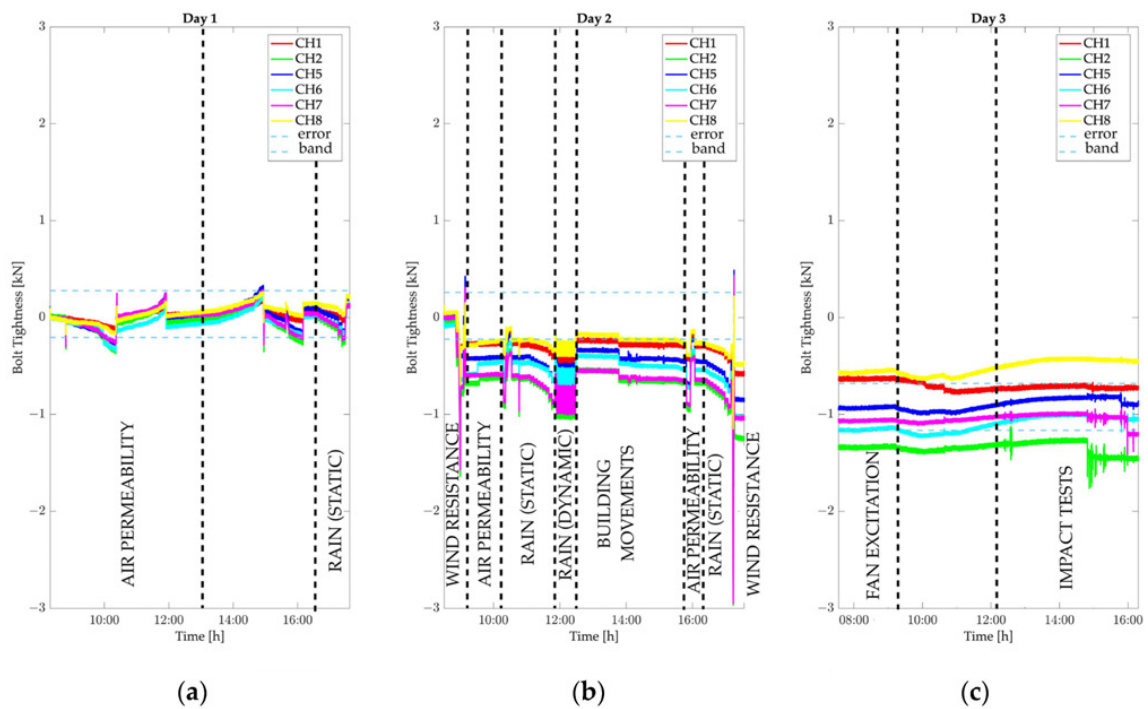 Day 1
3
2
1
0
−1
−2
−3
Bolt Tightness [kN]
CH1
CH2
CH5
CH6
CH7
CH8
error
band
AIR PERMEABILITY
RAIN (STATIC)
10:00 12:00 14:00 16:00
Time [h]
(a)
Day 2
3
2
1
0
−1
−2
−3
Bolt Tightness [kN]
CH1
CH2
CH5
CH6
CH7
CH8
error
band
WIND RESISTANCE
AIR PERMEABILITY
RAIN (STATIC)
RAIN (DYNAMIC)
BUILDING
MOVEMENTS
AIR PERMEABILITY
RAIN (STATIC)
WIND RESISTANCE
10:00 12:00 14:00 16:00
Time [h]
(b)
Day 3
3
2
1
0
−1
−2
−3
Bolt Tightness [kN]
CH1
CH2
CH5
CH6
CH7
CH8
error
band
FAN EXCITATION
IMPACT TESTS
08:00 10:00 12:00 14:00 16:00
Time [h]
(c)